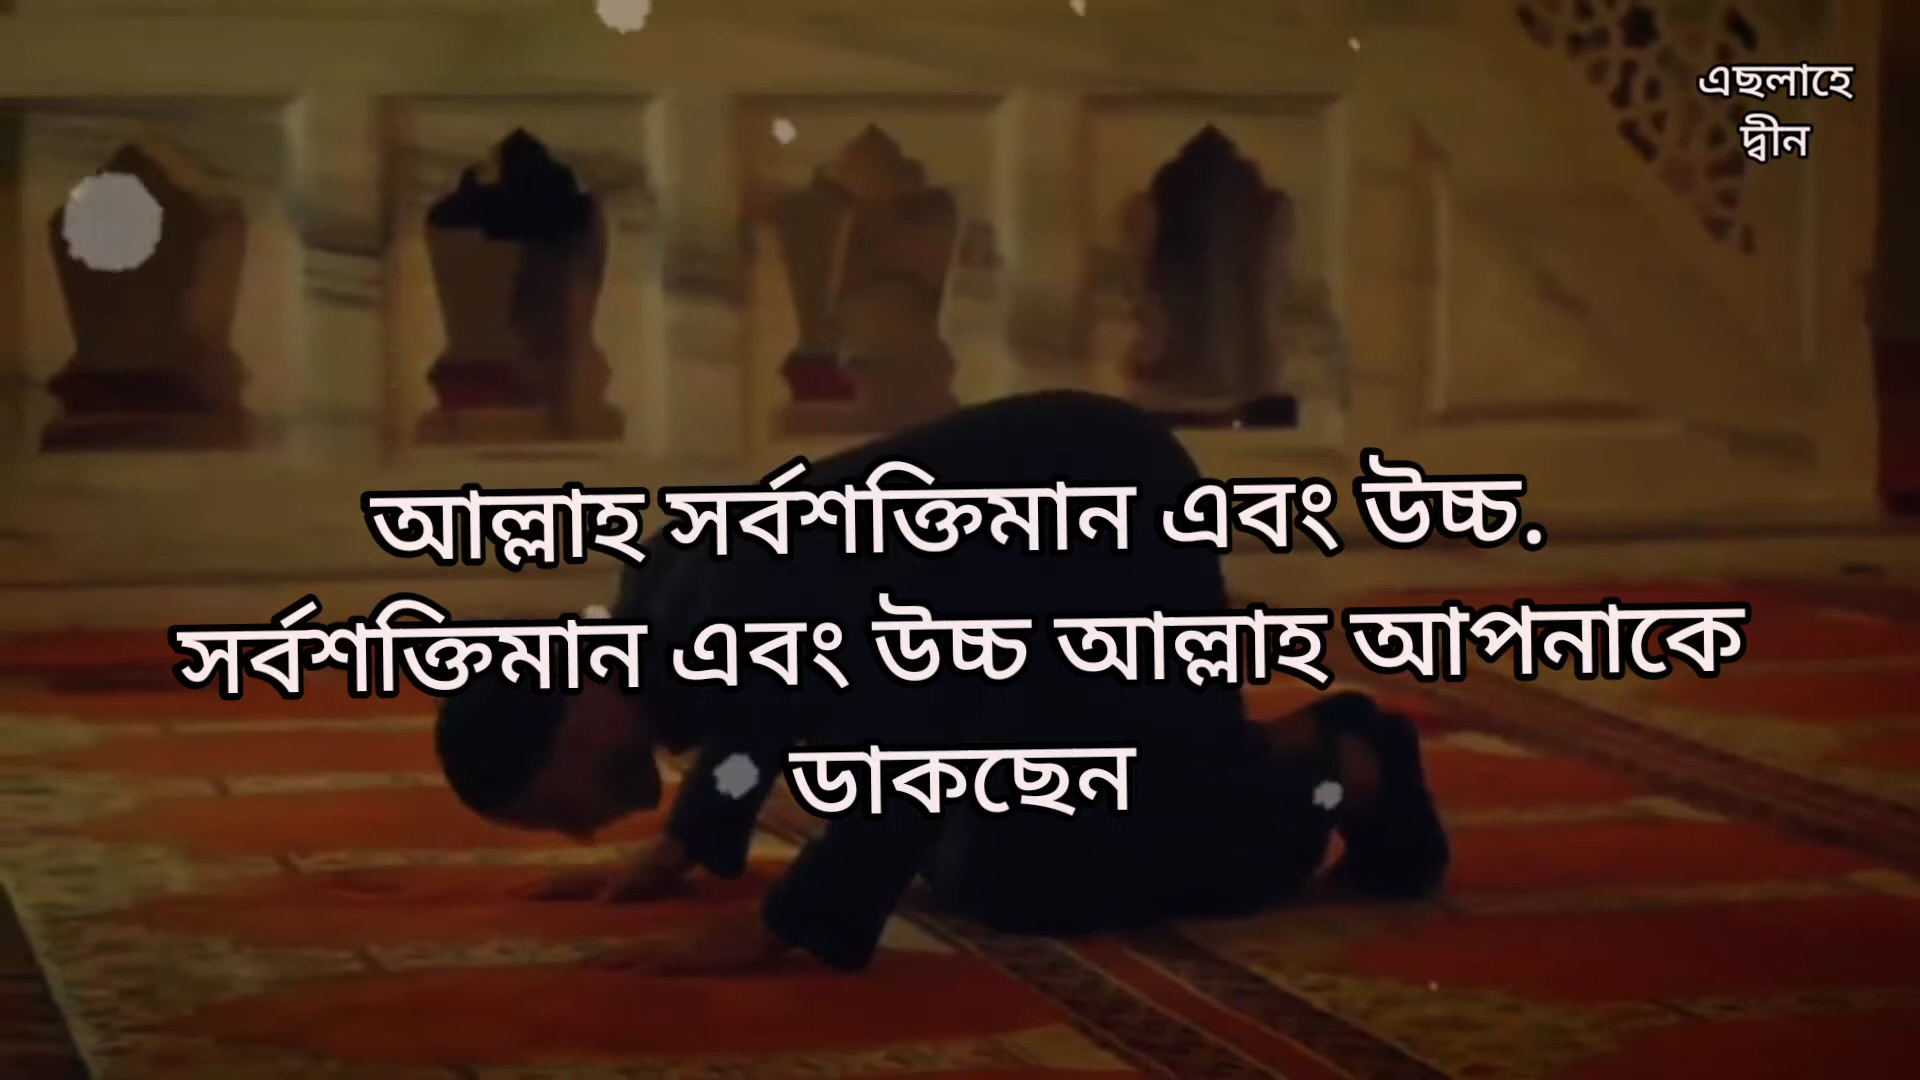 এছলাহে
দ্বীন
আল্লাহ সর্বশক্তিমান এবং উচ্চ.
সর্বশক্তিমান এবং উচ্চ আল্লাহ আপনাকে
ডাকছেন